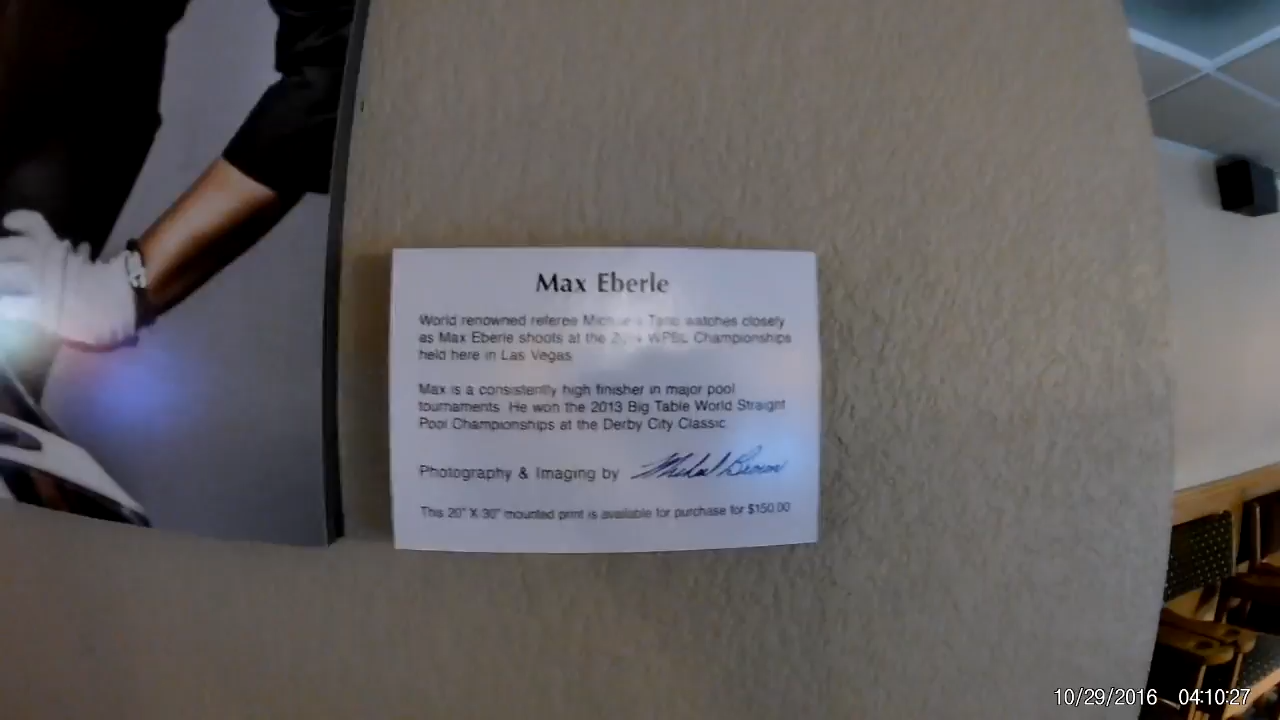 Max Eberle
World renowned referee watches closely
as Max Eberle shoots at the Championships
held here in Las Vegas
Max is a consistently high finisher in major pool
tournaments. He won the 2013 Big Table World Straight
Pool Championships at the Derby City Classic.
Photography & Imaging by
This 20" X 30" mounted print is available for purchase for $150.00
10/29/2016 04:10:27